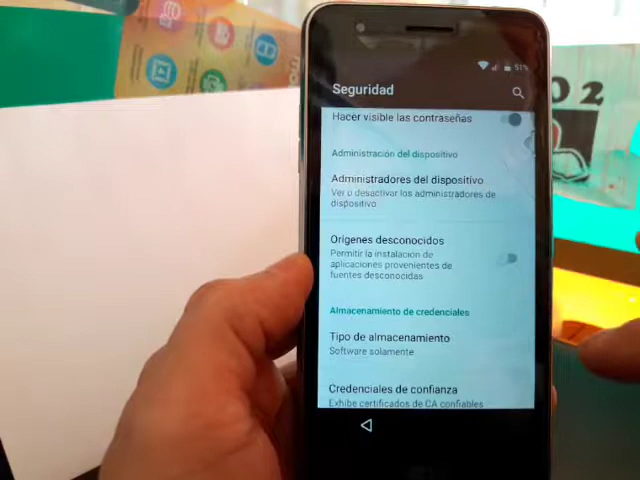 51%
Seguridad
Hacer visible las contraseñas
Administración del dispositivo
Administradores del dispositivo
Ver o desactivar los administradores de
dispositivo
Orígenes desconocidos
Permitir la instalación de
aplicaciones provenientes de
fuentes desconocidas
Almacenamiento de credenciales
Tipo de almacenamiento
Software solamente
Credenciales de confianza
Exhibe certificados de CA confiables
02